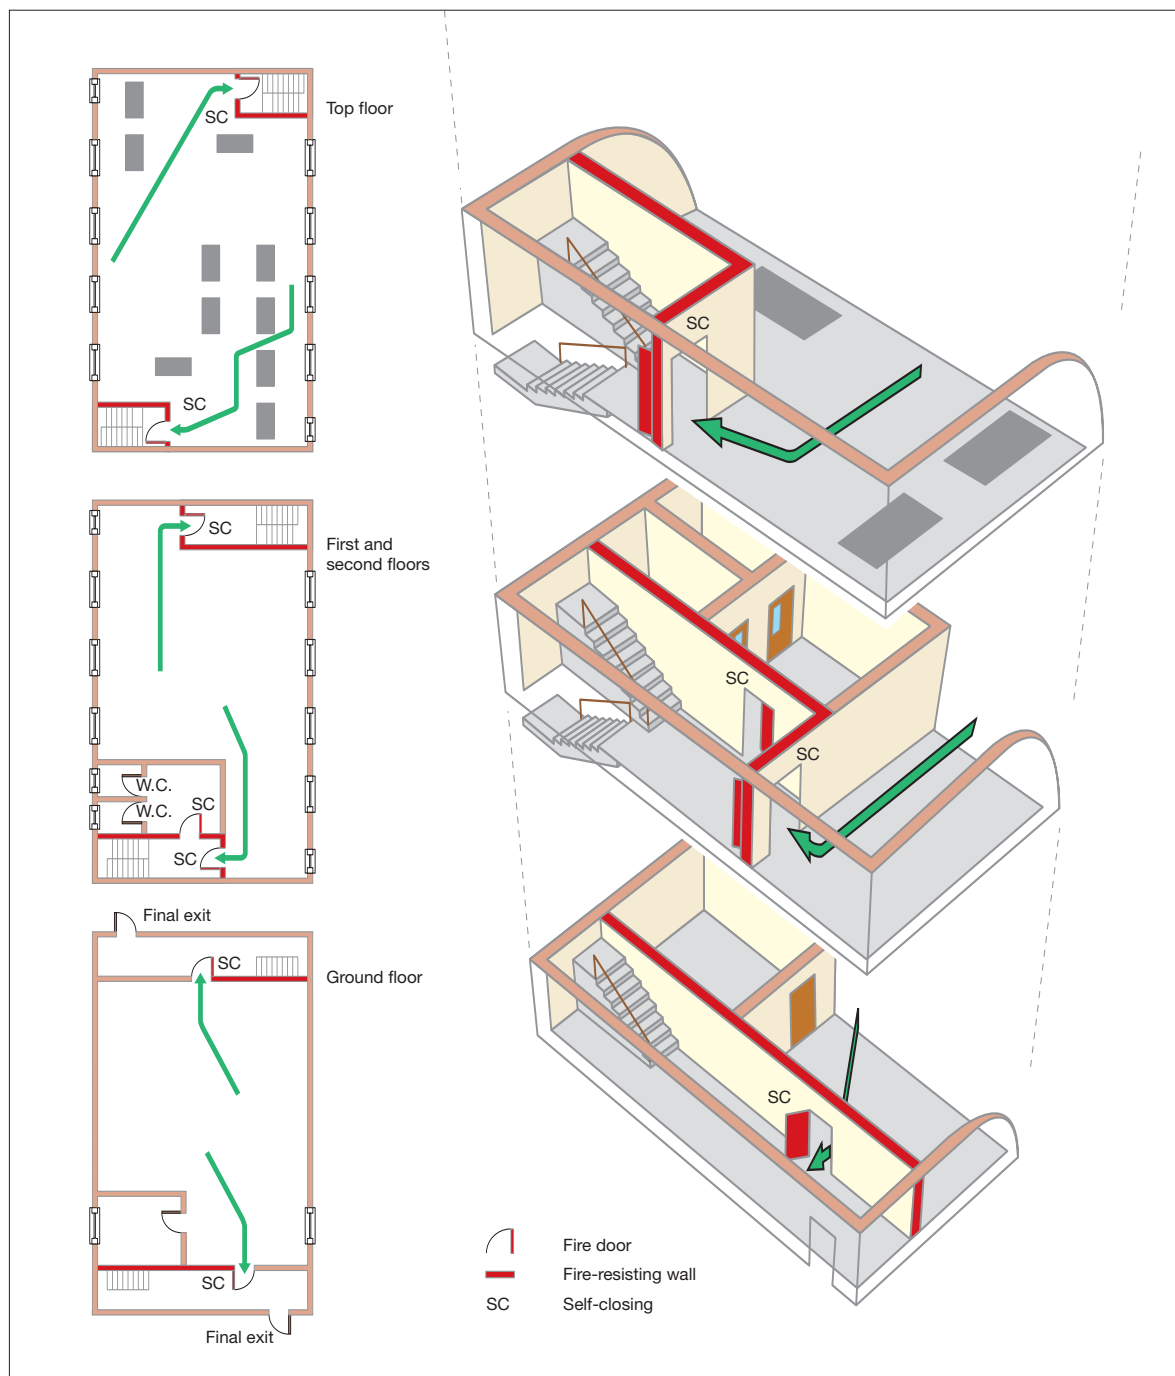 SC
Top floor
SC
SC
First and
second floors
W.C.
W.C.
SC
SC
Final exit
SC
Ground floor
SC
Final exit
SC
SC
SC
SC
Fire door
Fire-resisting wall
SC
Self-closing